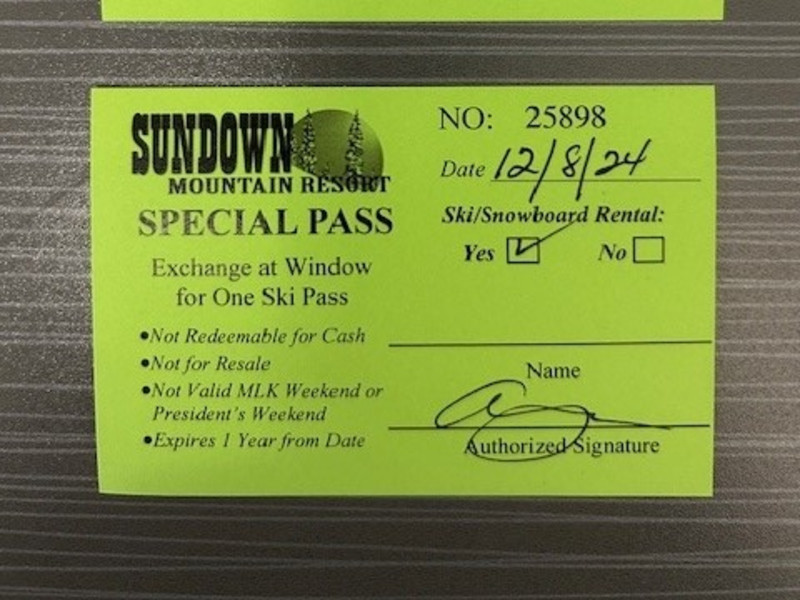 SUNDOWN
MOUNTAIN RESORT
SPECIAL PASS
Exchange at Window
for One Ski Pass
•Not Redeemable for Cash
•Not for Resale
•Not Valid MLK Weekend or
President's Weekend
•Expires 1 Year from Date
NO: 25898
Date 12/8/24
Ski/Snowboard Rental:
Yes No
Name
Authorized Signature